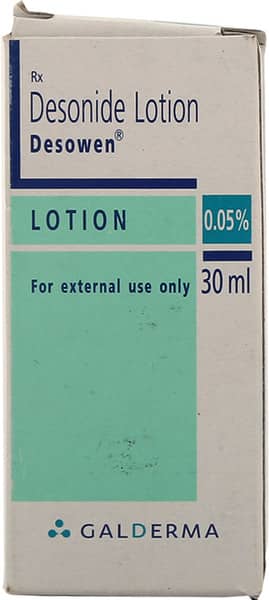 Rx
Desonide Lotion
Desowen®
LOTION 0.05%
For external use only 30 ml
GALDERMA